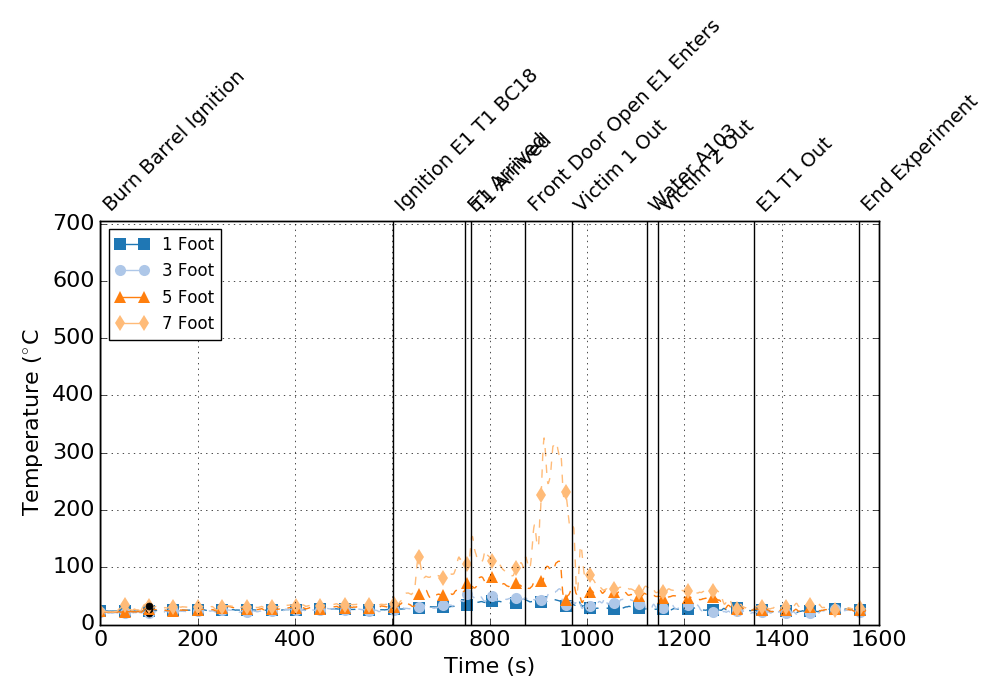 Burn Barrel Ignition
Ignition E1 T1 BC18
E1 Arrived
T1 Arrived
Front Door Open E1 Enters
Victim 1 Out
Water A103
Victim 2 Out
E1 T1 Out
End Experiment
700
600
500
400
300
200
100
0
1 Foot
3 Foot
5 Foot
7 Foot
Temperature (°C
0 200 400 600 800 1000 1200 1400 1600
Time (s)